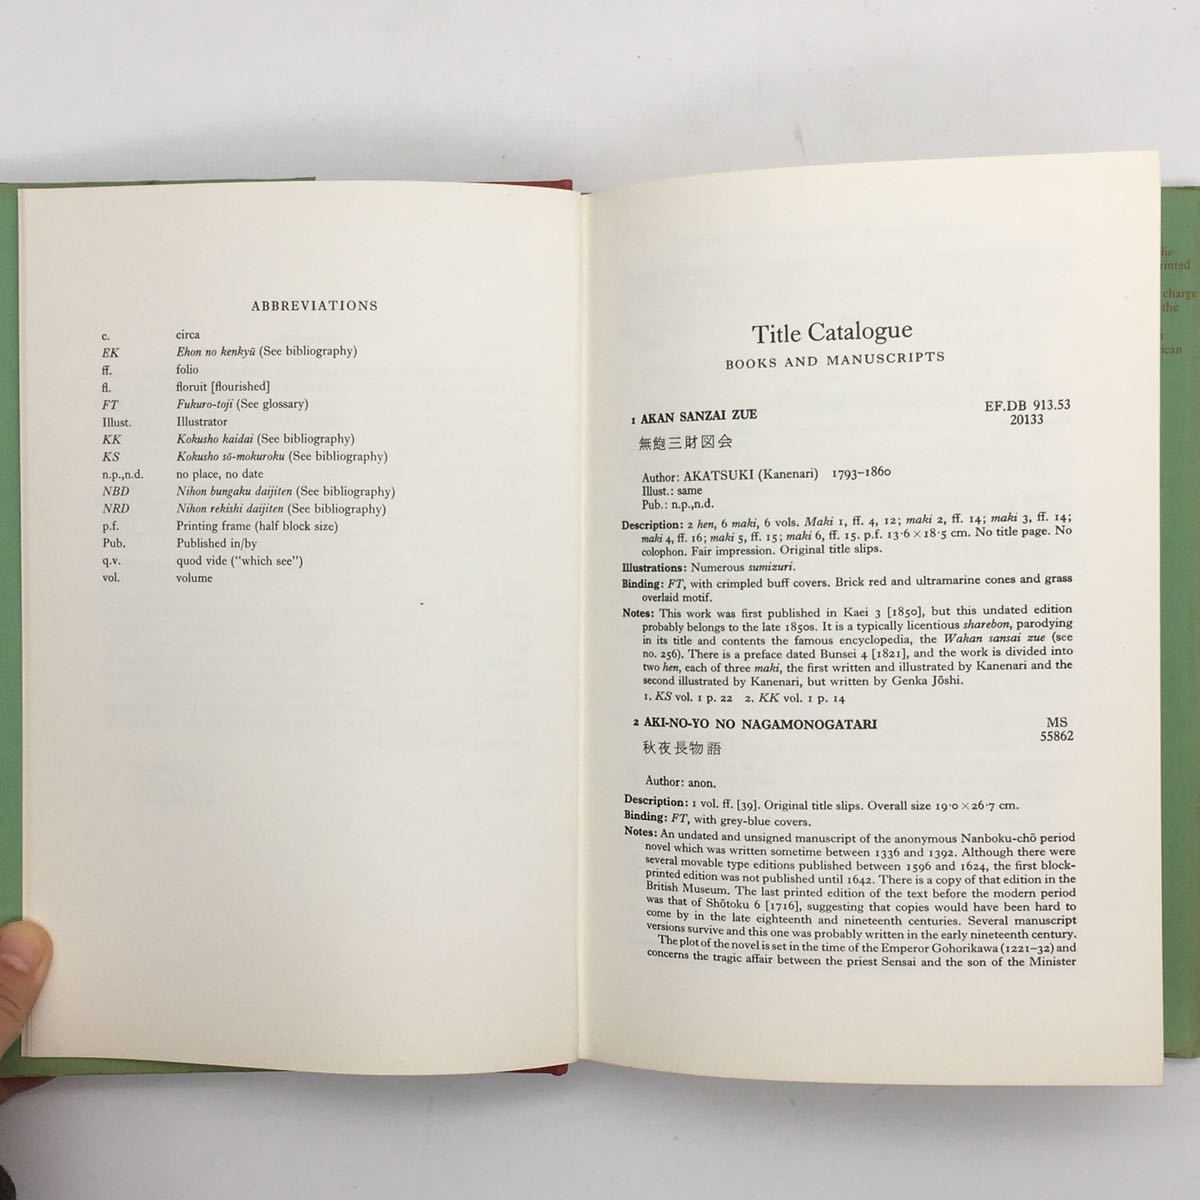 ABBREVIATIONS
c. circa
EK Ehon no kenkyū (See bibliography)
ff. folio
fl. floruit [flourished]
FT Fukuro-toji (See glossary)
Illust. Illustrator
KK Kokusho kaidai (See bibliography)
KS Kokusho sō-mokuroku (See bibliography)
n.p.,n.d. no place, no date
NBD Nihon bungaku daijiten (See bibliography)
NRD Nihon rekishi daijiten (See bibliography)
p.f. Printing frame (half block size)
Pub. Published in/by
q.v. quod vide ("which see")
vol. volume
Title Catalogue
BOOKS AND MANUSCRIPTS
1 AKAN SANZAI ZUE EF.DB 913.53
20133
無飽三財図会
Author: AKATSUKI (Kanenari) 1793–1860
Illust.: same
Pub.: n.p.,n.d.
Description: 2 hen, 6 maki, 6 vols. Maki 1, ff. 4, 12; maki 2, ff. 14; maki 3, ff. 14;
maki 4, ff. 16; maki 5, ff. 15; maki 6, ff. 15. p.f. 13·6 × 18·5 cm. No title page. No
colophon. Fair impression. Original title slips.
Illustrations: Numerous sumizuri.
Binding: FT, with crimpled buff covers. Brick red and ultramarine cones and grass
overlaid motif.
Notes: This work was first published in Kaei 3 [1850], but this undated edition
probably belongs to the late 1850s. It is a typically licentious sharebon, parodying
in its title and contents the famous encyclopedia, the Wakan sansai zue (see
no. 256). There is a preface dated Bunsei 4 [1821], and the work is divided into
two hen, each of three maki, the first written and illustrated by Kanenari and the
second illustrated by Kanenari, but written by Genka Jōshi.
1. KS vol. 1 p. 22 2. KK vol. 1 p. 14
2 AKI-NO-YO NO NAGAMONOGATARI MS
55862
秋夜長物語
Author: anon.
Description: 1 vol. ff. [39]. Original title slips. Overall size 19·0 × 26·7 cm.
Binding: FT, with grey-blue covers.
Notes: An undated and unsigned manuscript of the anonymous Nanboku-chō period
novel which was written sometime between 1336 and 1392. Although there were
several movable type editions published between 1596 and 1624, the first block-
printed edition was not published until 1642. There is a copy of that edition in the
British Museum. The last printed edition of the text before the modern period
was that of Shōtoku 6 [1716], suggesting that copies would have been hard to
come by in the late eighteenth and nineteenth centuries. Several manuscript
versions survive and this one was probably written in the early nineteenth century.
The plot of the novel is set in the time of the Emperor Gohorikawa (1221–32) and
concerns the tragic affair between the priest Sensai and the son of the Minister
charge
the